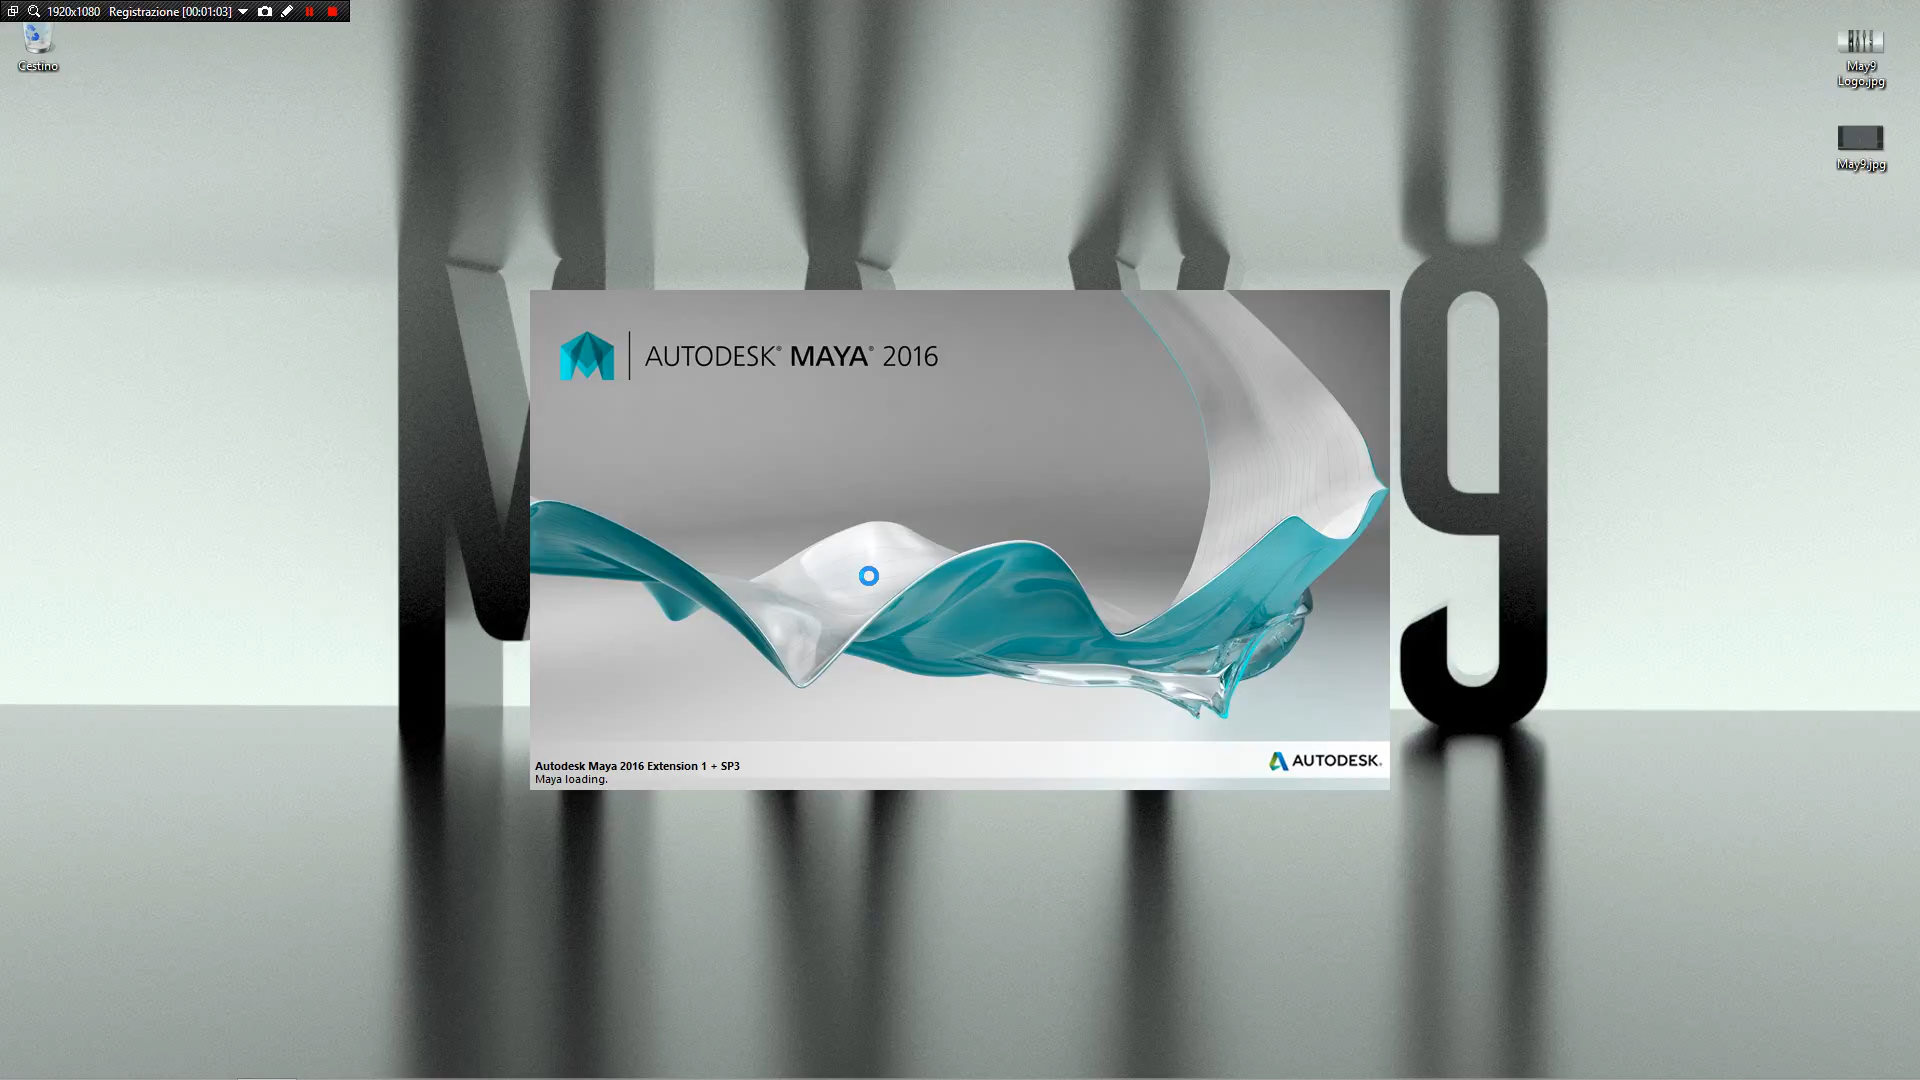 1920x1080 Registrazione [00:01:03]
Cestino
May9
Logo.jpg
May9.jpg
MAY9
AUTODESK® MAYA® 2016
Autodesk Maya 2016 Extension 1 + SP3
Maya loading.
AUTODESK.